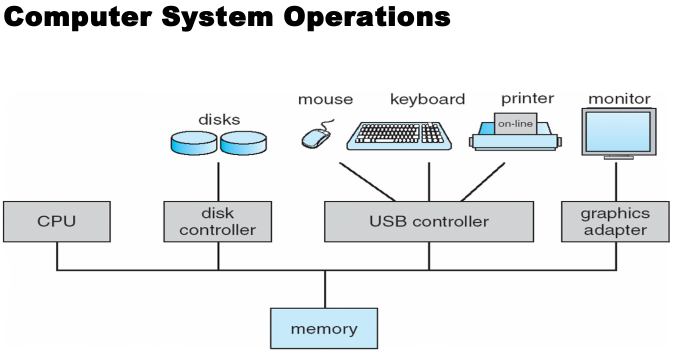 Computer System Operations
mouse keyboard printer monitor
disks
on-line
CPU
disk
controller
USB controller
graphics
adapter
memory